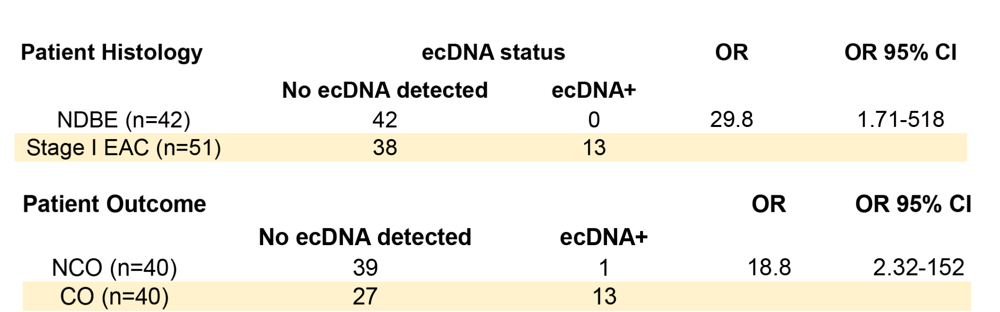 Patient Histology ecDNA status OR OR 95% CI
No ecDNA detected ecDNA+
NDBE (n=42) 42 0 29.8 1.71-518
Stage I EAC (n=51) 38 13
Patient Outcome OR OR 95% CI
No ecDNA detected ecDNA+
NCO (n=40) 39 1 18.8 2.32-152
CO (n=40) 27 13